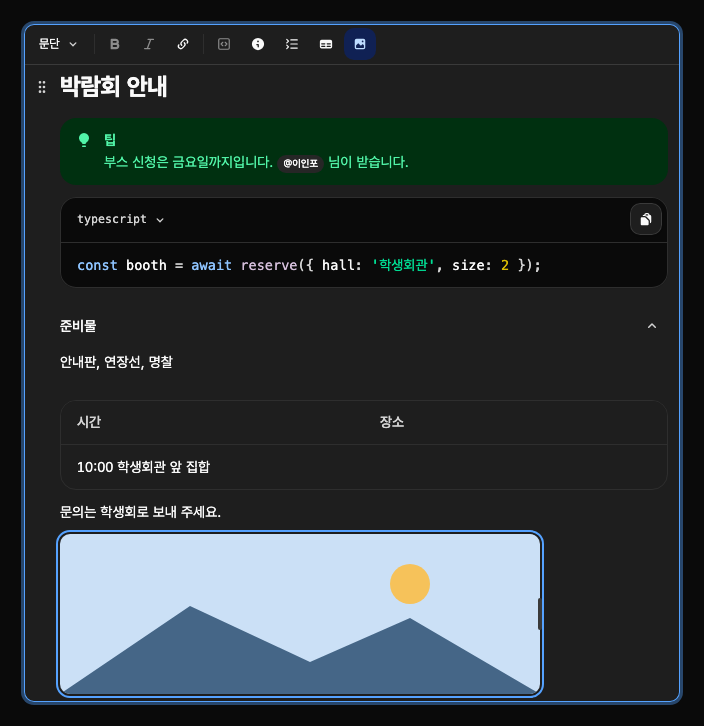 문단
B I
박람회 안내
팁
부스 신청은 금요일까지입니다. @이인포 님이 받습니다.
typescript
const booth = await reserve({ hall: '학생회관', size: 2 });
준비물
안내판, 연장선, 명찰
시간 장소
10:00 학생회관 앞 집합
문의는 학생회로 보내 주세요.